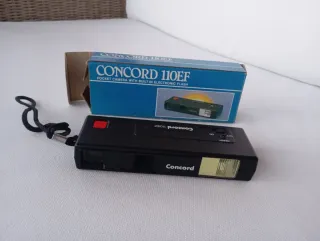 CONCORD 110EF
POCKET CAMERA WITH BUILT-IN ELECTRONIC FLASH
Concord
Concord